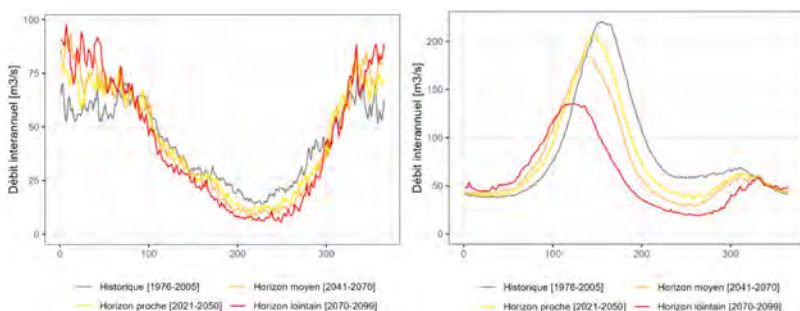 Débit interannuel [m3/s]
100
75
50
25
0
0 100 200 300
Historique [1976-2005] Horizon moyen [2041-2070]
Horizon proche [2021-2050] Horizon lointain [2070-2099]
Débit interannuel [m3/s]
200
150
100
50
0
0 100 200 300
Historique [1976-2005] Horizon moyen [2041-2070]
Horizon proche [2021-2050] Horizon lointain [2070-2099]